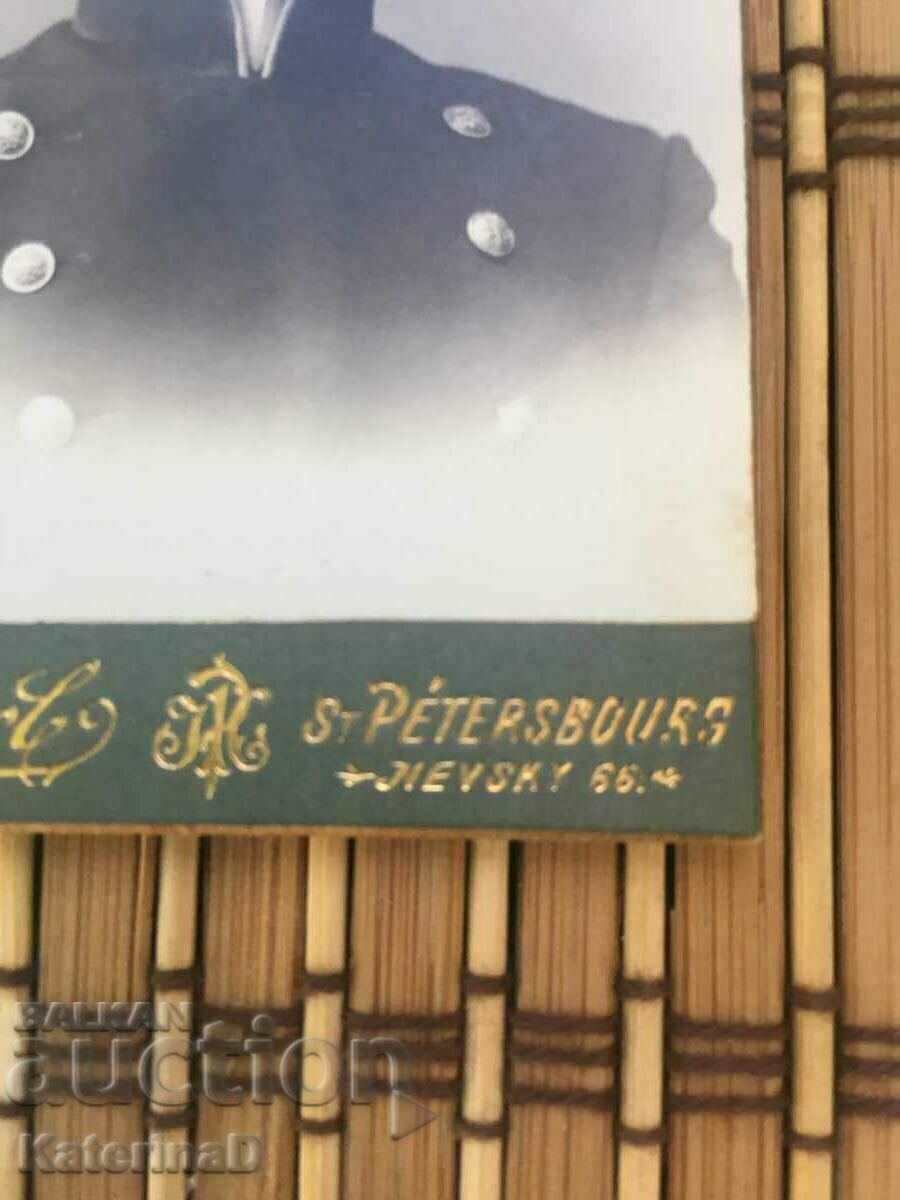 & C
St PÉTERSBOURG
JIEVSKY 66.
BALKAN
auction
KaterinaD